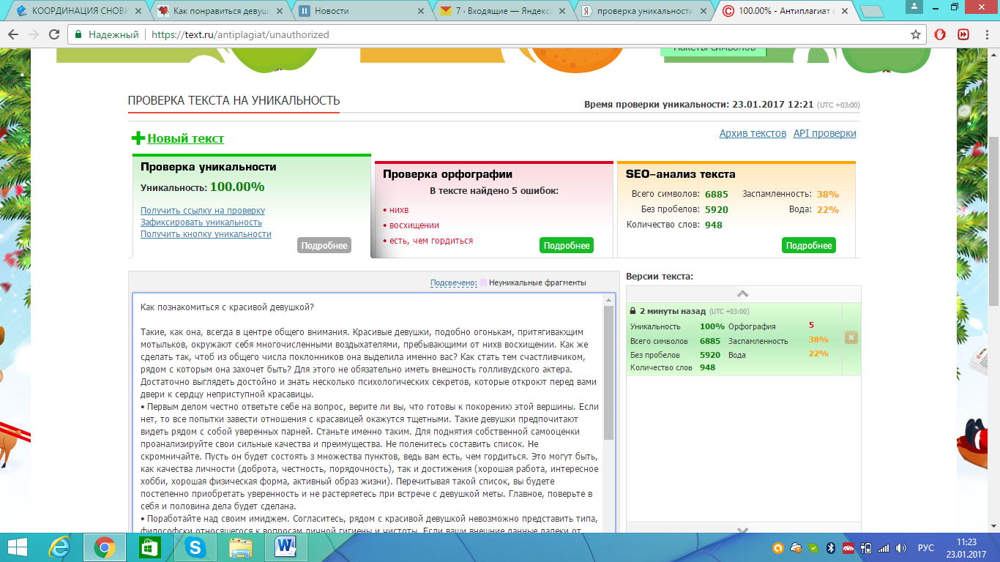 КООРДИНАЦИЯ СНОВИ
Как понравиться девуш
Новости
7 · Входящие — Яндекс.
проверка уникальност
100.00% - Антиплагиат о
Надежный
https://text.ru/antiplagiat/unauthorized
ПРОВЕРКА ТЕКСТА НА УНИКАЛЬНОСТЬ
Время проверки уникальности: 23.01.2017 12:21 (UTC +03:00)
Новый текст
Архив текстов API проверки
Проверка уникальности
Уникальность: 100.00%
Получить ссылку на проверку
Зафиксировать уникальность
Получить кнопку уникальности
Подробнее
Проверка орфографии
В тексте найдено 5 ошибок:
• нихв
• восхищении
• есть, чем гордиться
Подробнее
SEO–анализ текста
Всего символов: 6885 Заспамленность: 38%
Без пробелов: 5920 Вода: 22%
Количество слов: 948
Подробнее
Подсвечено: Неуникальные фрагменты
Как познакомиться с красивой девушкой?
Такие, как она, всегда в центре общего внимания. Красивые девушки, подобно огонькам, притягивающим
мотыльков, окружают себя многочисленными воздыхателями, пребывающими от нихв восхищении. Как же
сделать так, чтоб из общего числа поклонников она выделила именно вас? Как стать тем счастливчиком,
рядом с которым она захочет быть? Для этого не обязательно иметь внешность голливудского актера.
Достаточно выглядеть достойно и знать несколько психологических секретов, которые откроют перед вами
двери к сердцу неприступной красавицы.
• Первым делом честно ответьте себе на вопрос, верите ли вы, что готовы к покорению этой вершины. Если
нет, то все попытки завести отношения с красавицей окажутся тщетными. Такие девушки предпочитают
видеть рядом с собой уверенных парней. Станьте именно таким. Для поднятия собственной самооценки
проанализируйте свои сильные качества и преимущества. Не поленитесь составить список. Не
скромничайте. Пусть он будет состоять з множества пунктов, ведь вам есть, чем гордиться. Это могут быть,
как качества личности (доброта, честность, порядочность), так и достижения (хорошая работа, интересное
хобби, хорошая физическая форма, активный образ жизни). Перечитывая такой список, вы будете
постепенно приобретать уверенность и не растеряетесь при встрече с девушкой меты. Главное, поверьте в
себя и половина дела будет сделана.
• Поработайте над своим имиджем. Согласитесь, рядом с красивой девушкой невозможно представить типа,
философски относящегося к вопросам личной гигиены и чистоты. Если ваши внешние данные далеки от
Версии текста:
2 минуты назад (UTC +03:00)
Уникальность 100% Орфография 5
Всего символов 6885 Заспамленность 38%
Без пробелов 5920 Вода 22%
Количество слов 948
РУС
11:23
23.01.2017